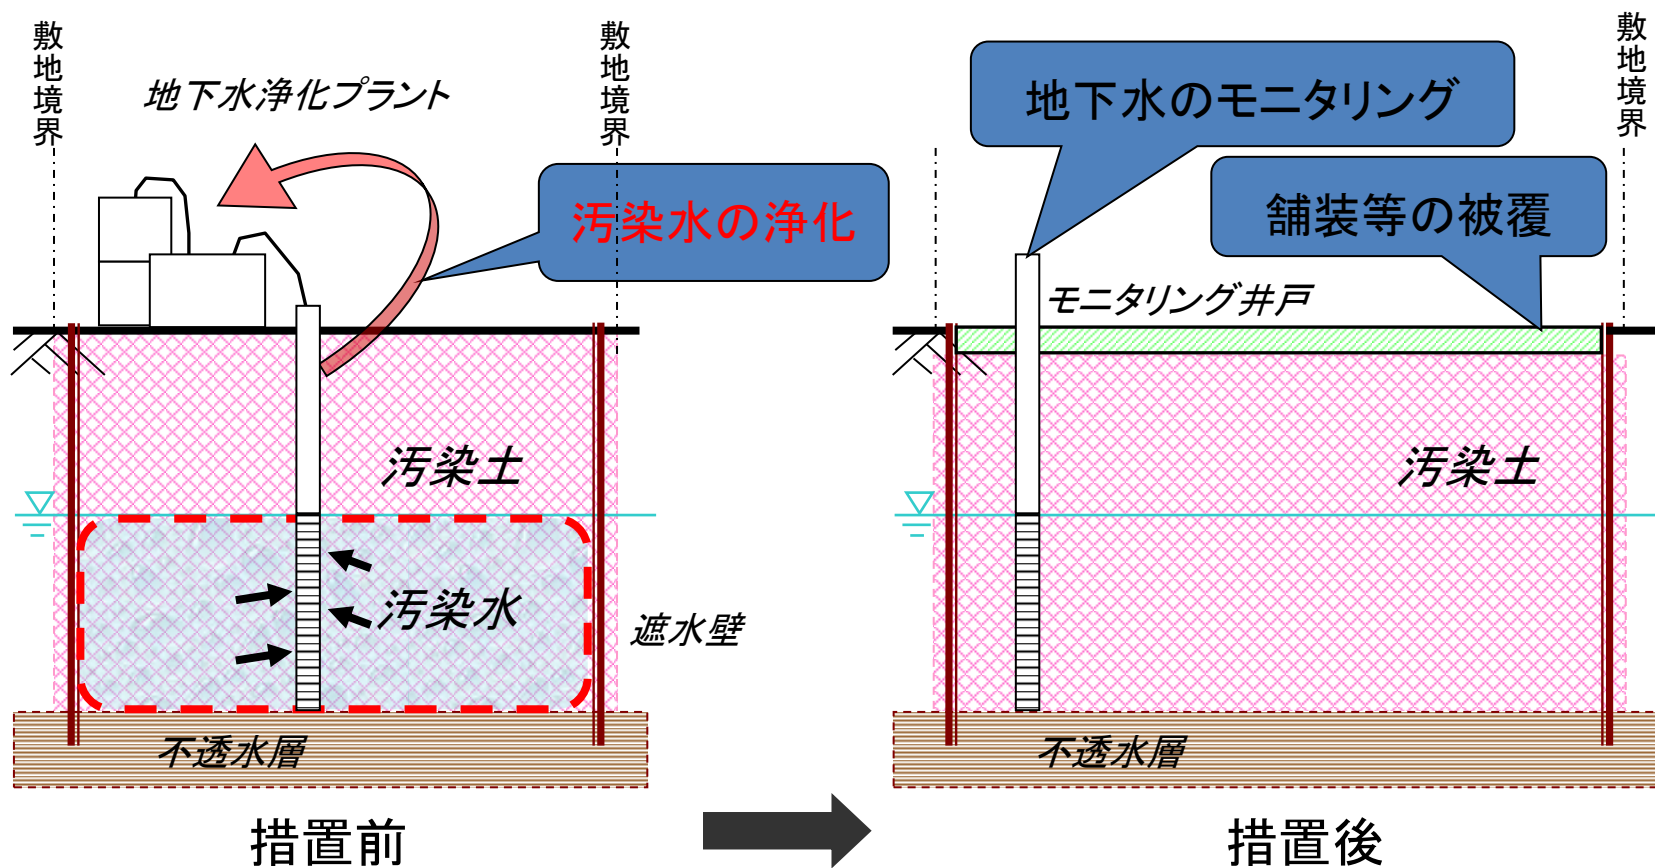 敷地境界
地下水浄化プラント
敷地境界
汚染水の浄化
汚染土
汚染水
遮水壁
不透水層
措置前
地下水のモニタリング
敷地境界
舗装等の被覆
モニタリング井戸
汚染土
不透水層
措置後